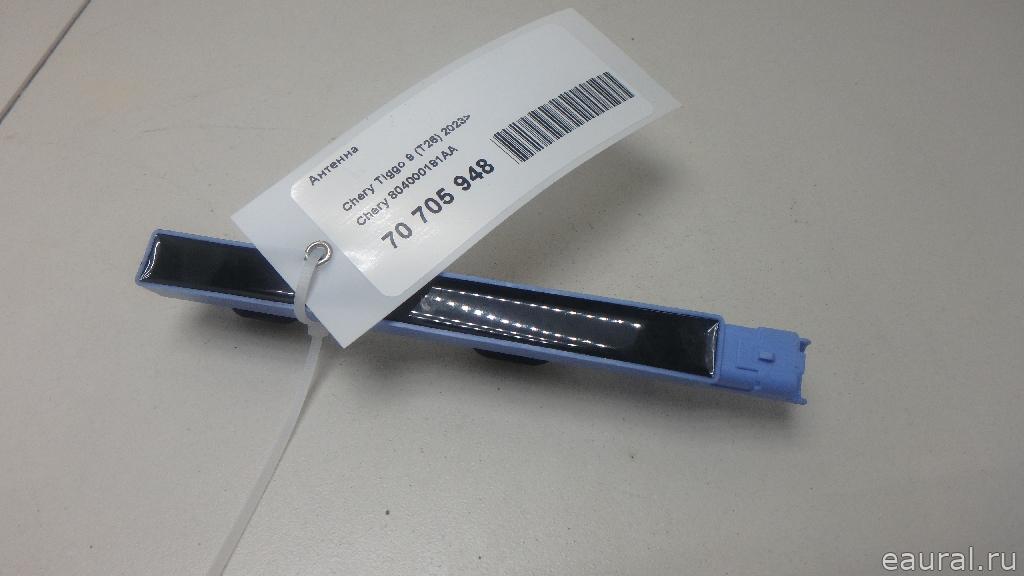 Антенна
Chery Tiggo 9 (T28) 2023>
Chery 804000191AA
70 705 948
eaural.ru